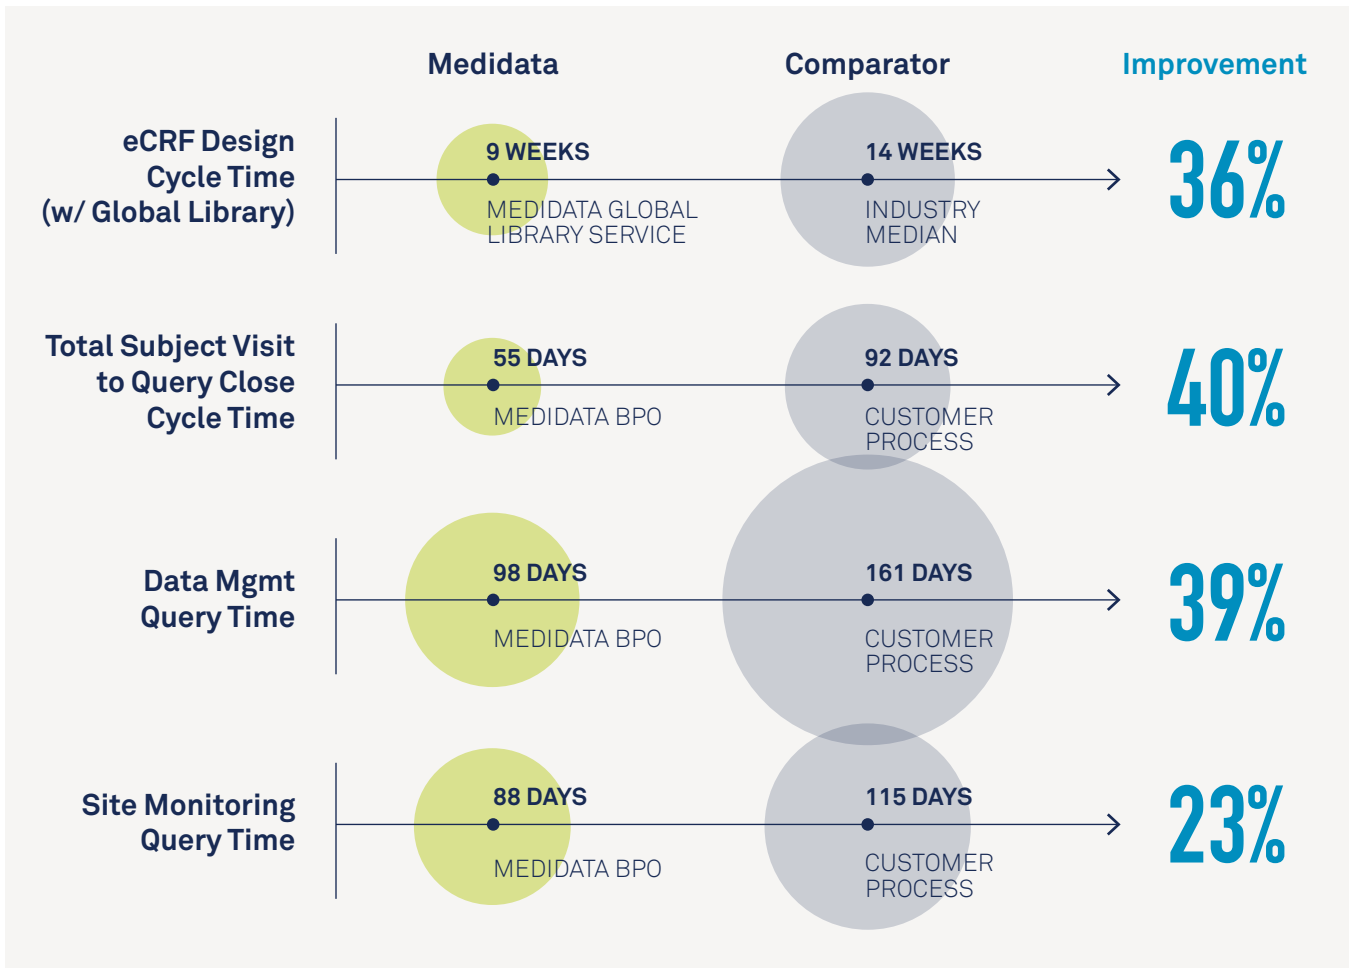 Medidata
Comparator
Improvement
eCRF Design
Cycle Time
(w/ Global Library)
9 WEEKS
MEDIDATA GLOBAL
LIBRARY SERVICE
14 WEEKS
INDUSTRY
MEDIAN
36%
Total Subject Visit
to Query Close
Cycle Time
55 DAYS
MEDIDATA BPO
92 DAYS
CUSTOMER
PROCESS
40%
Data Mgmt
Query Time
98 DAYS
MEDIDATA BPO
161 DAYS
CUSTOMER
PROCESS
39%
Site Monitoring
Query Time
88 DAYS
MEDIDATA BPO
115 DAYS
CUSTOMER
PROCESS
23%